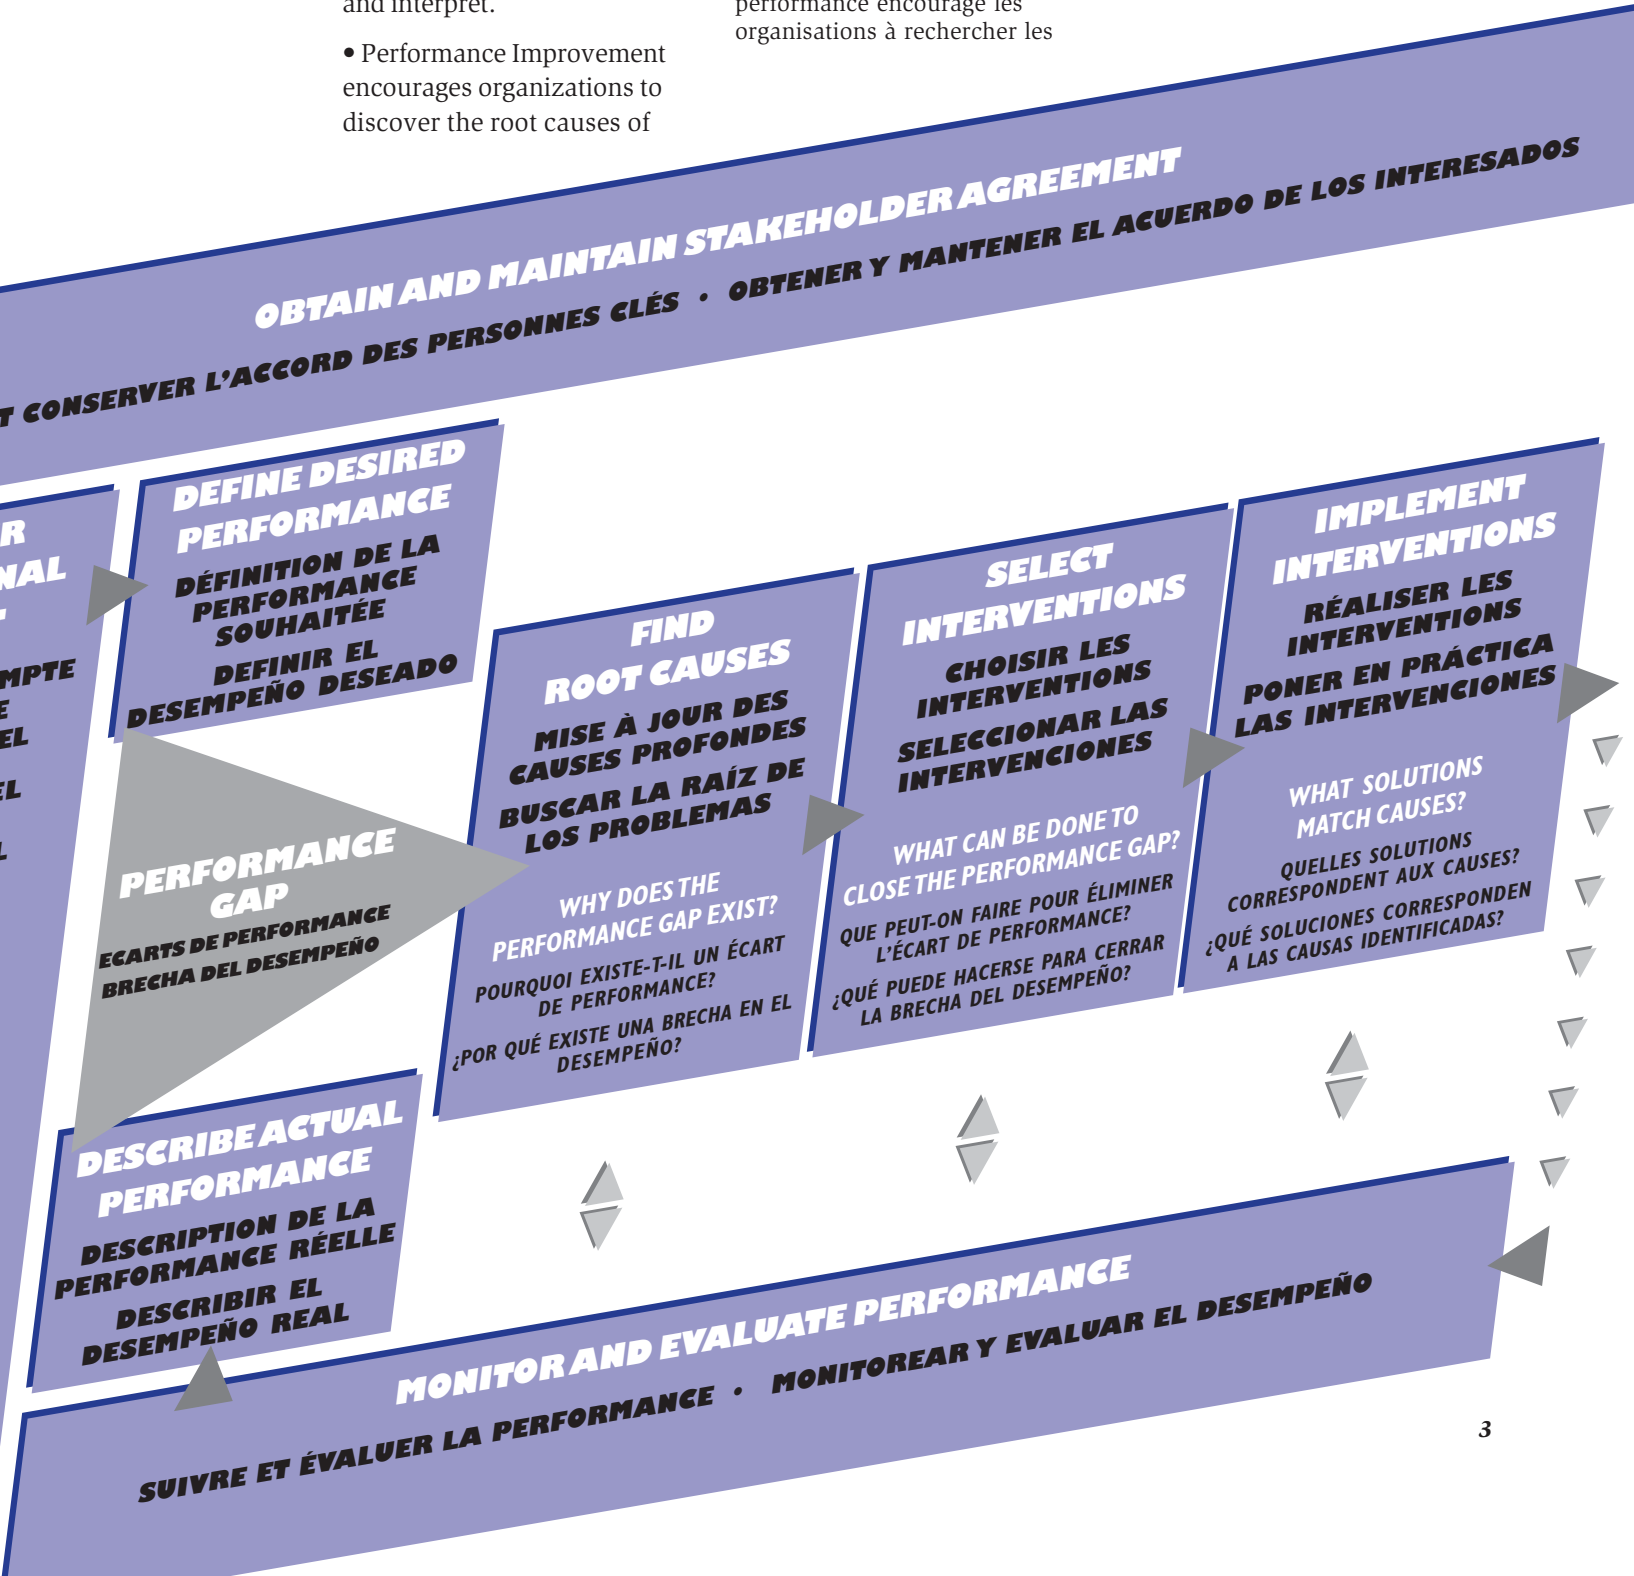 and interpret.
• Performance Improvement
encourages organizations to
discover the root causes of
performance encourage les
organisations à rechercher les
OBTAIN AND MAINTAIN STAKEHOLDER AGREEMENT
T CONSERVER L'ACCORD DES PERSONNES CLÉS • OBTENER Y MANTENER EL ACUERDO DE LOS INTERESADOS
R
NAL
MPTE
E
EL
EL
L
DEFINE DESIRED
PERFORMANCE
DÉFINITION DE LA
PERFORMANCE
SOUHAITÉE
DEFINIR EL
DESEMPEÑO DESEADO
PERFORMANCE
GAP
ECARTS DE PERFORMANCE
BRECHA DEL DESEMPEÑO
DESCRIBE ACTUAL
PERFORMANCE
DESCRIPTION DE LA
PERFORMANCE RÉELLE
DESCRIBIR EL
DESEMPEÑO REAL
FIND
ROOT CAUSES
MISE À JOUR DES
CAUSES PROFONDES
BUSCAR LA RAÍZ DE
LOS PROBLEMAS
WHY DOES THE
PERFORMANCE GAP EXIST?
POURQUOI EXISTE-T-IL UN ÉCART
DE PERFORMANCE?
¿POR QUÉ EXISTE UNA BRECHA EN EL
DESEMPEÑO?
SELECT
INTERVENTIONS
CHOISIR LES
INTERVENTIONS
SELECCIONAR LAS
INTERVENCIONES
WHAT CAN BE DONE TO
CLOSE THE PERFORMANCE GAP?
QUE PEUT-ON FAIRE POUR ÉLIMINER
L'ÉCART DE PERFORMANCE?
¿QUÉ PUEDE HACERSE PARA CERRAR
LA BRECHA DEL DESEMPEÑO?
IMPLEMENT
INTERVENTIONS
RÉALISER LES
INTERVENTIONS
PONER EN PRÁCTICA
LAS INTERVENCIONES
WHAT SOLUTIONS
MATCH CAUSES?
QUELLES SOLUTIONS
CORRESPONDENT AUX CAUSES?
¿QUÉ SOLUCIONES CORRESPONDEN
A LAS CAUSAS IDENTIFICADAS?
MONITOR AND EVALUATE PERFORMANCE
SUIVRE ET ÉVALUER LA PERFORMANCE • MONITOREAR Y EVALUAR EL DESEMPEÑO
3